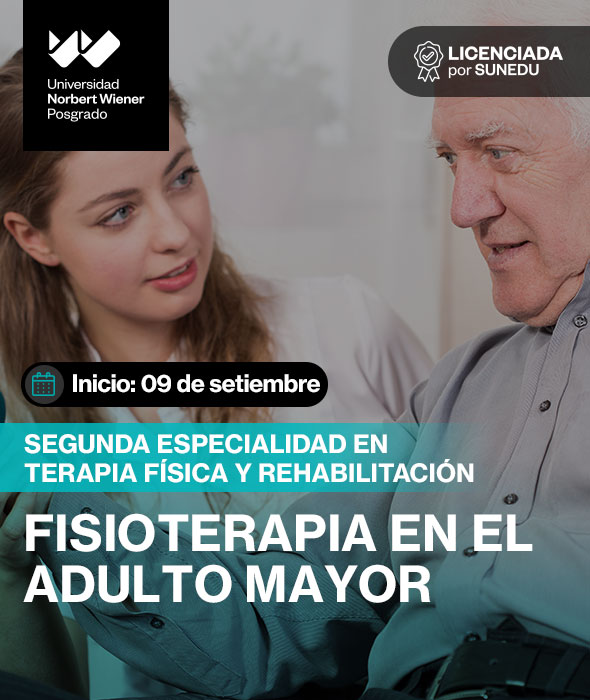 Universidad
Norbert Wiener
Posgrado
LICENCIADA
por SUNEDU
Inicio: 09 de setiembre
SEGUNDA ESPECIALIDAD EN
TERAPIA FÍSICA Y REHABILITACIÓN
FISIOTERAPIA EN EL
ADULTO MAYOR